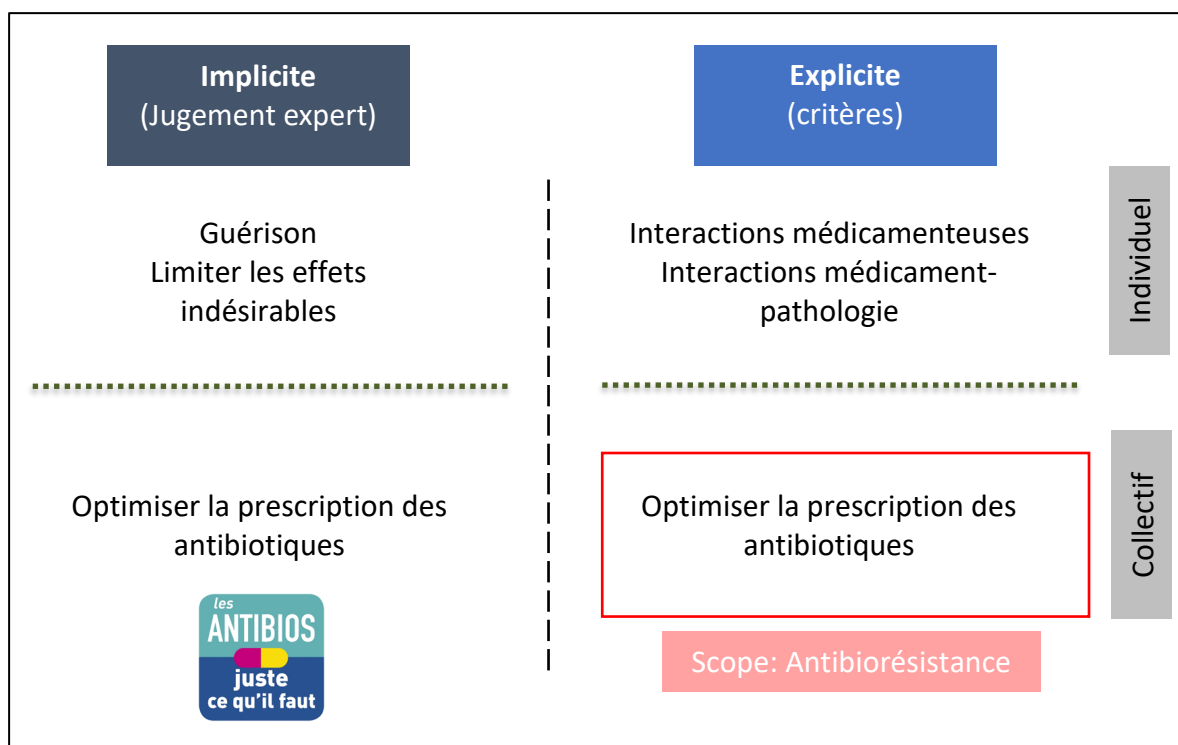 Implicite
(Jugement expert)
Explicite
(critères)
Guérison
Limiter les effets
indésirables
Interactions médicamenteuses
Interactions médicament-
pathologie
Individuel
Optimiser la prescription des
antibiotiques
Optimiser la prescription des
antibiotiques
Collectif
les
ANTIBIOS
juste
ce qu'il faut
Scope: Antibiorésistance